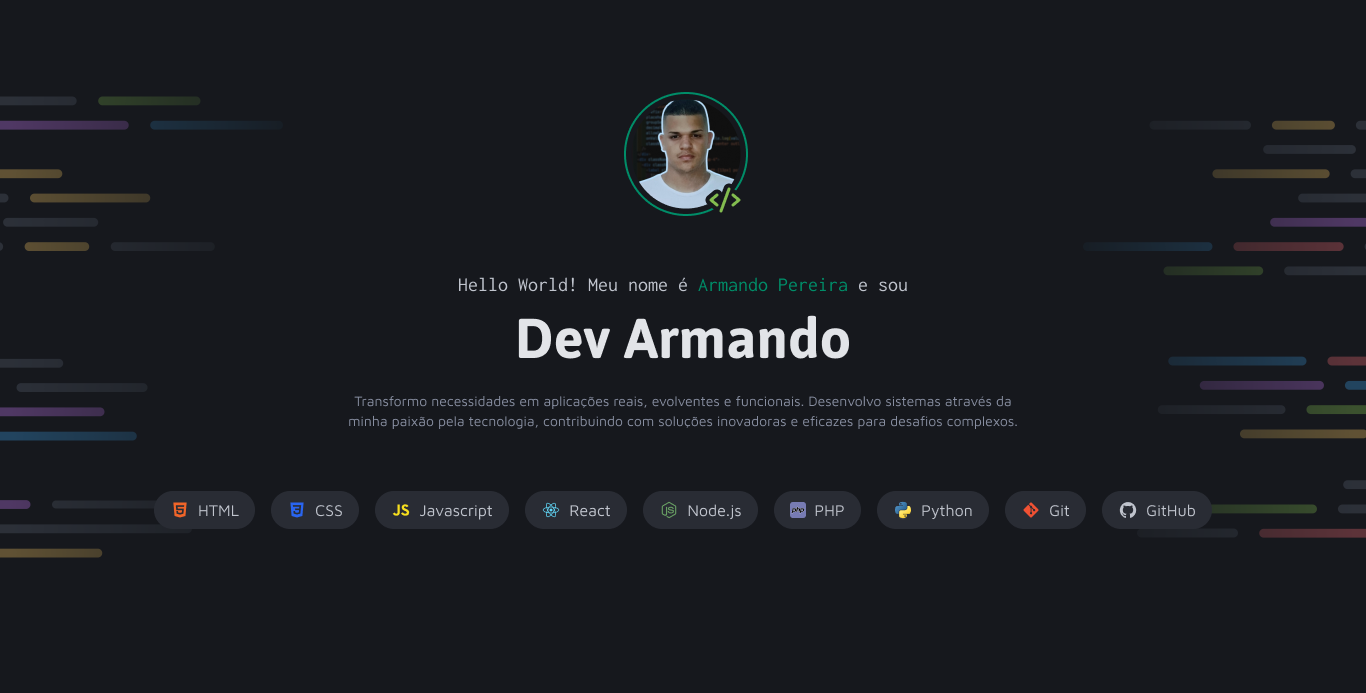 </>
Hello World! Meu nome é Armando Pereira e sou
Dev Armando
Transformo necessidades em aplicações reais, evolventes e funcionais. Desenvolvo sistemas através da
minha paixão pela tecnologia, contribuindo com soluções inovadoras e eficazes para desafios complexos.
HTML CSS JS Javascript React Node.js php PHP Python Git GitHub